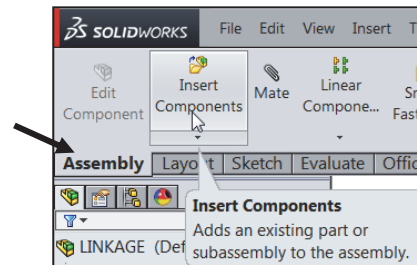 SOLIDWORKS File Edit View Insert
Edit Component
Insert Components
Mate
Linear Compone...
Assembly Layout Sketch Evaluate
Insert Components
Adds an existing part or
subassembly to the assembly.
LINKAGE